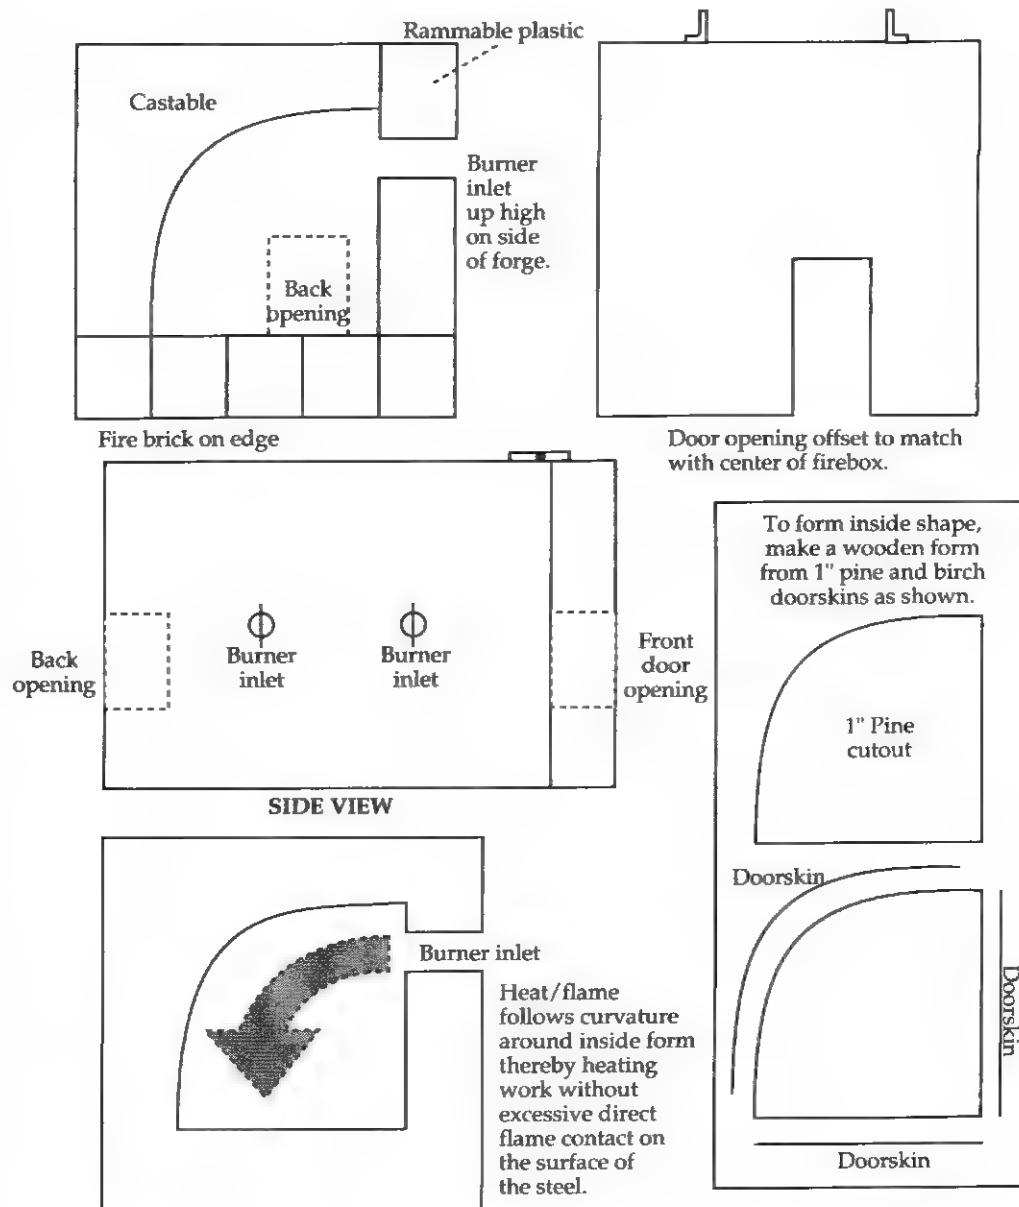 Rammable plastic
Castable
Burner
inlet
up high
on side
of forge.
Back
opening
Fire brick on edge
Door opening offset to match
with center of firebox.
Back
opening
Burner
inlet
Burner
inlet
Front
door
opening
SIDE VIEW
To form inside shape,
make a wooden form
from 1" pine and birch
doorskins as shown.
1" Pine
cutout
Doorskin
Doorskin
Doorskin
Burner inlet
Heat/flame
follows curvature
around inside form
thereby heating
work without
excessive direct
flame contact on
the surface of
the steel.